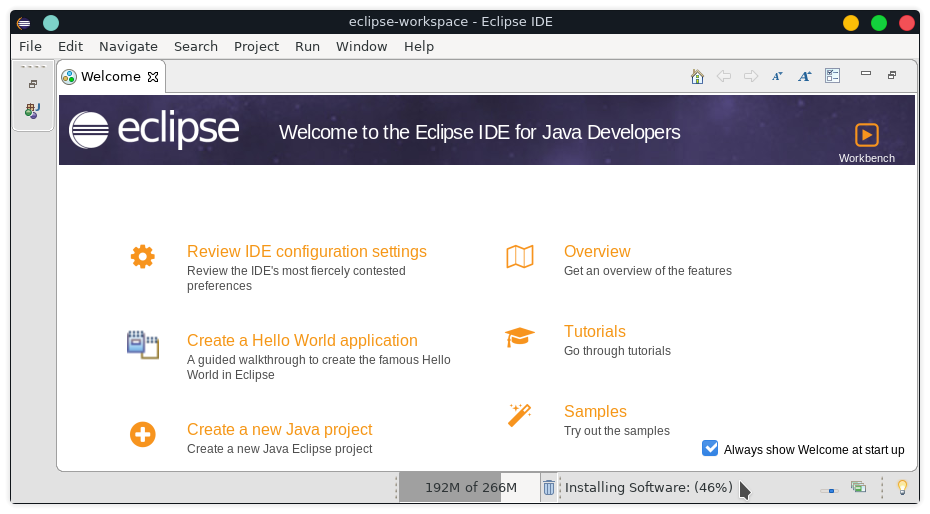 eclipse-workspace - Eclipse IDE
File Edit Navigate Search Project Run Window Help
Welcome
eclipse
Welcome to the Eclipse IDE for Java Developers
Workbench
Review IDE configuration settings
Review the IDE's most fiercely contested
preferences
Create a Hello World application
A guided walkthrough to create the famous Hello
World in Eclipse
Create a new Java project
Create a new Java Eclipse project
Overview
Get an overview of the features
Tutorials
Go through tutorials
Samples
Try out the samples
Always show Welcome at start up
192M of 266M
Installing Software: (46%)